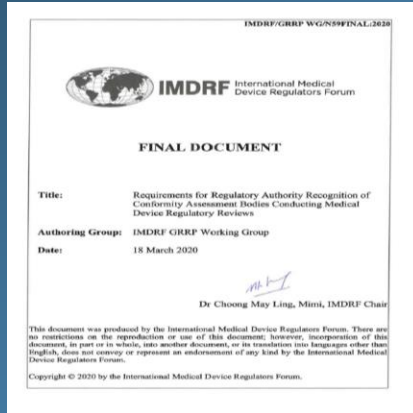 IMDRF/GRRP WG/N59FINAL:2020
IMDRF International Medical
Device Regulators Forum
FINAL DOCUMENT
Title: Requirements for Regulatory Authority Recognition of
Conformity Assessment Bodies Conducting Medical
Device Regulatory Reviews
Authoring Group: IMDRF GRRP Working Group
Date: 18 March 2020
Dr Choong May Ling, Mimi, IMDRF Chair
This document was produced by the International Medical Device Regulators Forum. There are
no restrictions on the reproduction or use of this document; however, incorporation of this
document, in part or in whole, into another document, or its translation into languages other than
English, does not convey or represent an endorsement of any kind by the International Medical
Device Regulators Forum.
Copyright © 2020 by the International Medical Device Regulators Forum.